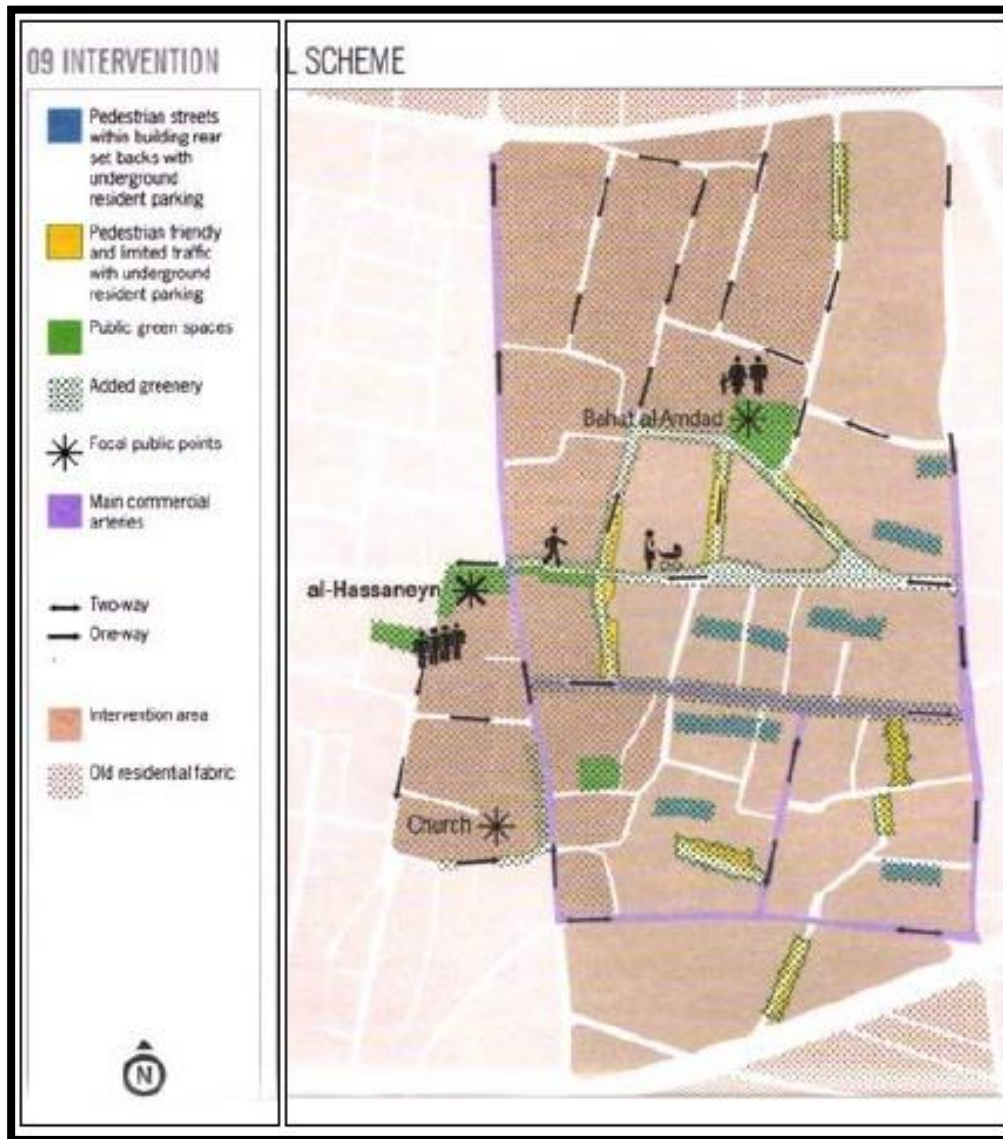 09 INTERVENTION
L SCHEME
Pedestrian streets
within building rear
set backs with
underground
resident parking
Pedestrian friendly
and limited traffic
with underground
resident parking
Public green spaces
Added greenery
Focal public points
Main commercial
arteries
Two-way
One-way
Intervention area
Old residential fabric
N
Bahat al-Amdad
al-Hassaneyn
Church